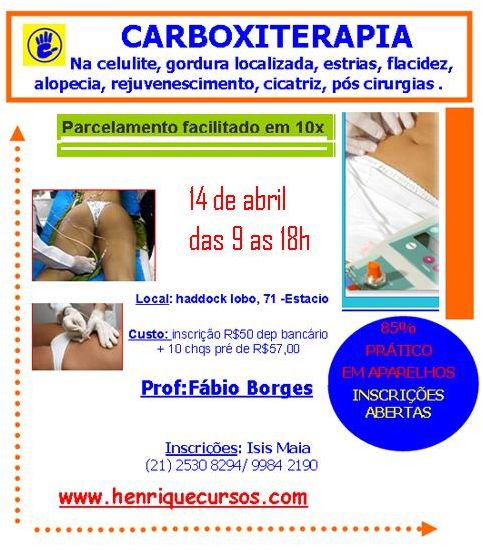 CARBOXITERAPIA
Na celulite, gordura localizada, estrias, flacidez,
alopecia, rejuvenescimento, cicatriz, pós cirurgias .
Parcelamento facilitado em 10x
14 de abril
das 9 as 18h
Local: haddock lobo, 71 -Estacio
Custo: inscrição R$50 dep bancário
+ 10 chqs pré de R$57,00
85%
PRÁTICO
EM APARELHOS
INSCRIÇÕES
ABERTAS
Prof:Fábio Borges
Inscrições: Isis Maia
(21) 2530 8294/ 9984 2190
www.henriquecursos.com